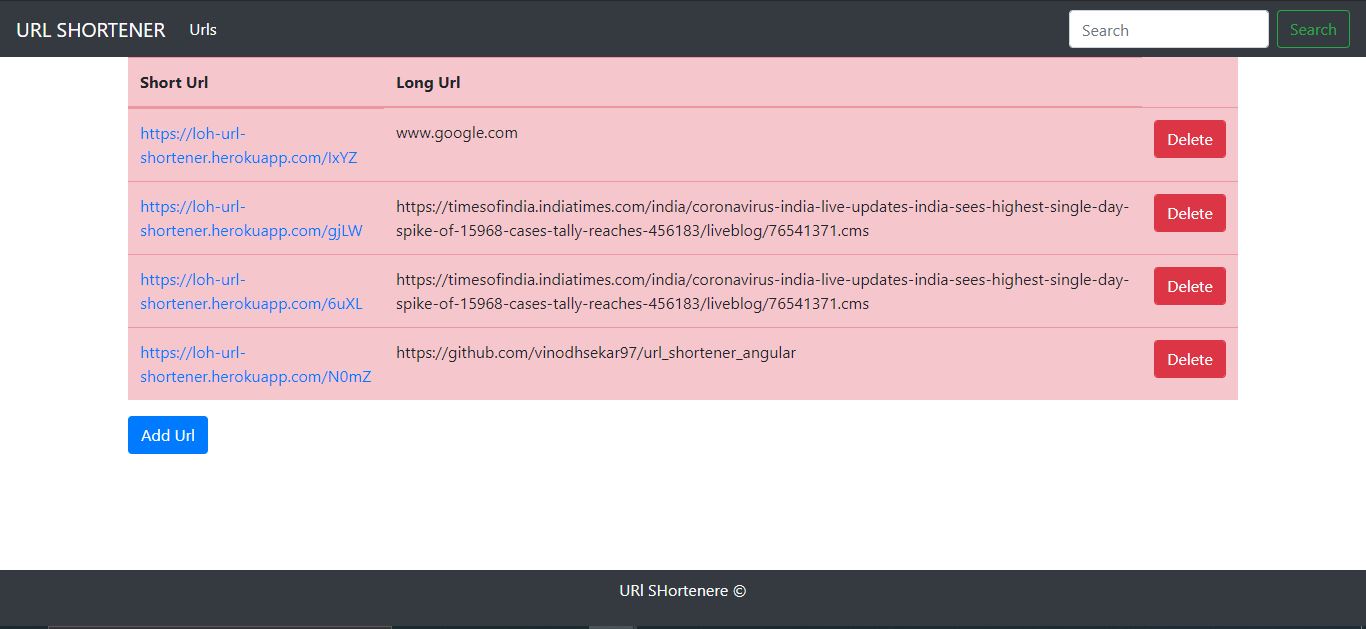 URL SHORTENER Urls Search Search
Short Url Long Url
https://loh-url-
shortener.herokuapp.com/IxYZ
www.google.com
Delete
https://loh-url-
shortener.herokuapp.com/gjLW
https://timesofindia.indiatimes.com/india/coronavirus-india-live-updates-india-sees-highest-single-day-
spike-of-15968-cases-tally-reaches-456183/liveblog/76541371.cms
Delete
https://loh-url-
shortener.herokuapp.com/6uXL
https://timesofindia.indiatimes.com/india/coronavirus-india-live-updates-india-sees-highest-single-day-
spike-of-15968-cases-tally-reaches-456183/liveblog/76541371.cms
Delete
https://loh-url-
shortener.herokuapp.com/N0mZ
https://github.com/vinodhsekar97/url_shortener_angular
Delete
Add Url
URl SHortenere ©